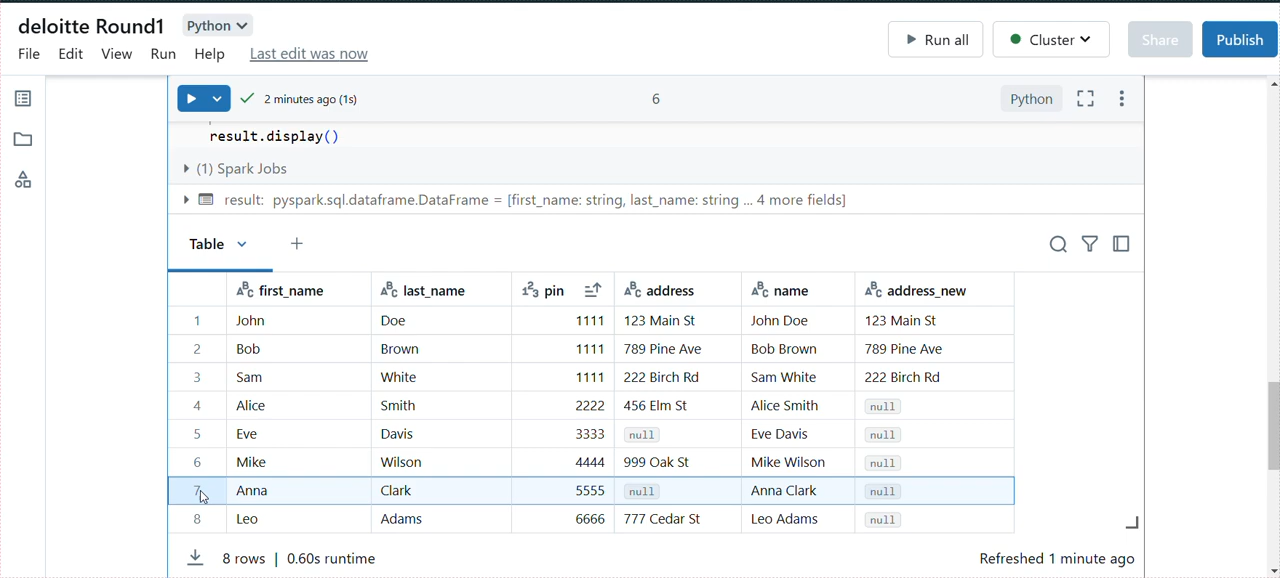 deloitte Round1 Python
File Edit View Run Help Last edit was now
Run all Cluster Share Publish
2 minutes ago (1s) 6 Python
result.display()
(1) Spark Jobs
result: pyspark.sql.dataframe.DataFrame = [first_name: string, last_name: string ... 4 more fields]
Table +
ABC first_name ABC last_name 123 pin ABC address ABC name ABC address_new
1 John Doe 1111 123 Main St John Doe 123 Main St
2 Bob Brown 1111 789 Pine Ave Bob Brown 789 Pine Ave
3 Sam White 1111 222 Birch Rd Sam White 222 Birch Rd
4 Alice Smith 2222 456 Elm St Alice Smith null
5 Eve Davis 3333 null Eve Davis null
6 Mike Wilson 4444 999 Oak St Mike Wilson null
7 Anna Clark 5555 null Anna Clark null
8 Leo Adams 6666 777 Cedar St Leo Adams null
8 rows | 0.60s runtime Refreshed 1 minute ago